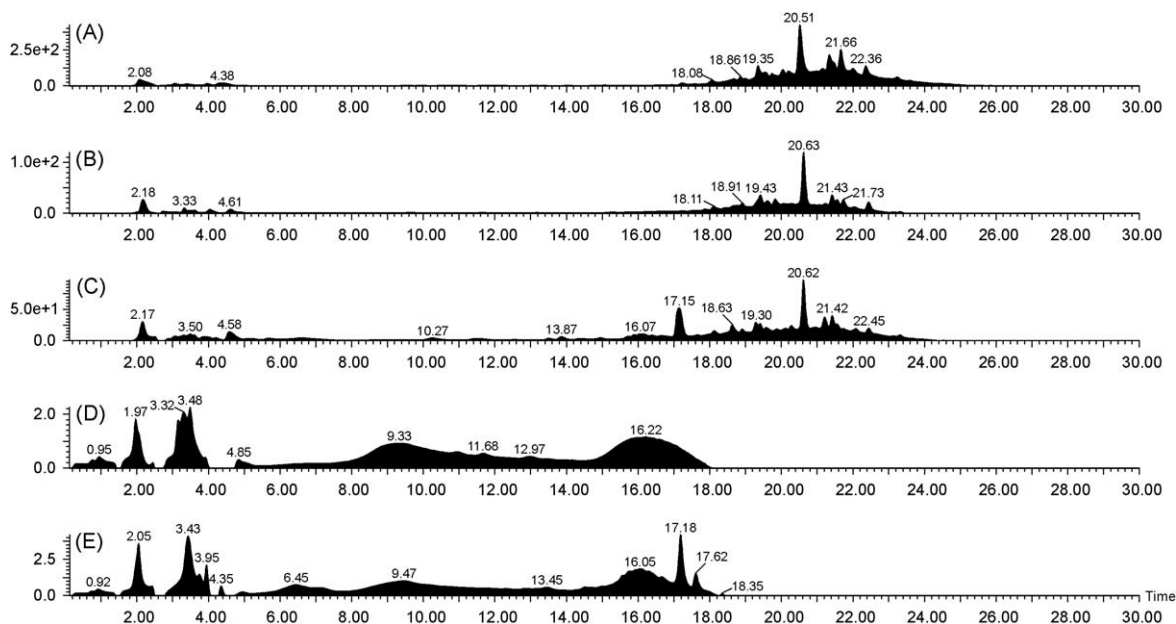 (A)
2.5e+2
0.0
2.08 4.38 18.08 18.86 19.35 20.51 21.66 22.36
2.00 4.00 6.00 8.00 10.00 12.00 14.00 16.00 18.00 20.00 22.00 24.00 26.00 28.00 30.00
(B)
1.0e+2
0.0
2.18 3.33 4.61 18.11 18.91 19.43 20.63 21.43 21.73
2.00 4.00 6.00 8.00 10.00 12.00 14.00 16.00 18.00 20.00 22.00 24.00 26.00 28.00 30.00
(C)
5.0e+1
0.0
2.17 3.50 4.58 10.27 13.87 16.07 17.15 18.63 19.30 20.62 21.42 22.45
2.00 4.00 6.00 8.00 10.00 12.00 14.00 16.00 18.00 20.00 22.00 24.00 26.00 28.00 30.00
(D)
2.0
0.0
0.95 1.97 3.32 3.48 4.85 9.33 11.68 12.97 16.22
2.00 4.00 6.00 8.00 10.00 12.00 14.00 16.00 18.00 20.00 22.00 24.00 26.00 28.00 30.00
(E)
2.5
0.0
0.92 2.05 3.43 3.95 4.35 6.45 9.47 13.45 16.05 17.18 17.62 18.35
Time
2.00 4.00 6.00 8.00 10.00 12.00 14.00 16.00 18.00 20.00 22.00 24.00 26.00 28.00 30.00